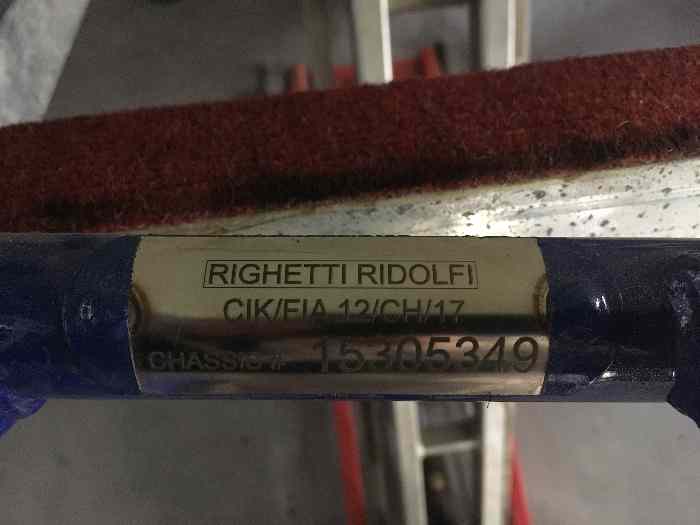 RIGHETTI RIDOLFI
CIK/FIA 12/CH/17
CHASSIS # 15305349